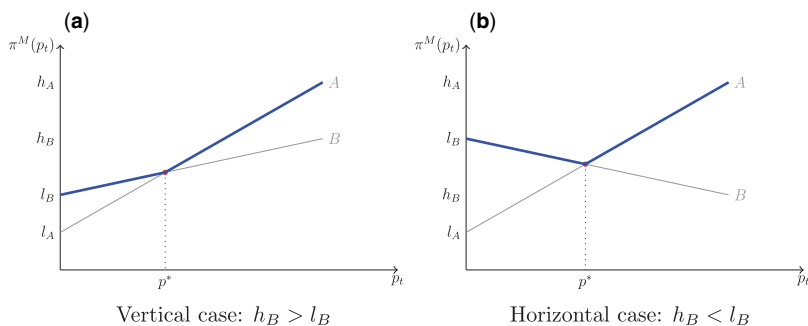 (a)
π^M(p_t)
h_A
A
h_B
B
l_B
l_A
p*
p_t
Vertical case: h_B > l_B
(b)
π^M(p_t)
h_A
A
l_B
h_B
B
l_A
p*
p_t
Horizontal case: h_B < l_B